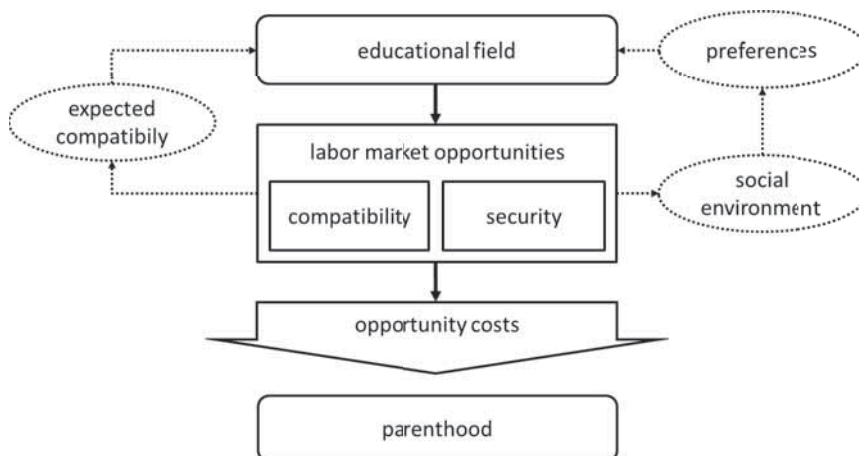 educational field
preferences
expected
compatibily
labor market opportunities
compatibility
security
social
environment
opportunity costs
parenthood